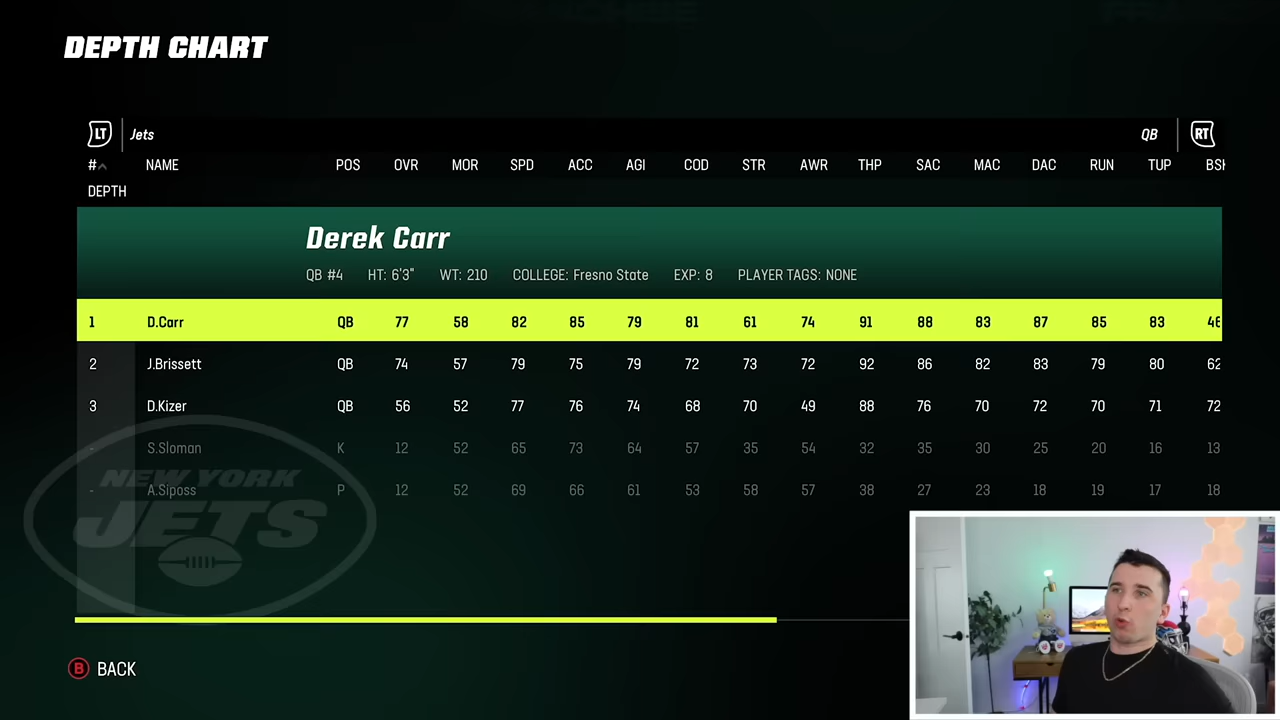 DEPTH CHART
LT Jets QB RT
# NAME POS OVR MOR SPD ACC AGI COD STR AWR THP SAC MAC DAC RUN TUP
DEPTH
Derek Carr
QB #4 HT: 6'3" WT: 210 COLLEGE: Fresno State EXP: 8 PLAYER TAGS: NONE
1 D.Carr QB 77 58 82 85 79 81 61 74 91 88 83 87 85 83 46
2 J.Brissett QB 74 57 79 75 79 72 73 72 92 86 82 83 79 80 62
3 D.Kizer QB 56 52 77 76 74 68 70 49 88 76 70 72 70 71 72
- S.Sloman K 12 52 65 73 64 57 35 54 32 35 30 25 20 16 13
- A.Siposs P 12 52 69 66 61 53 58 57 38 27 23 18 19 17 18
NEW YORK
JETS
B BACK